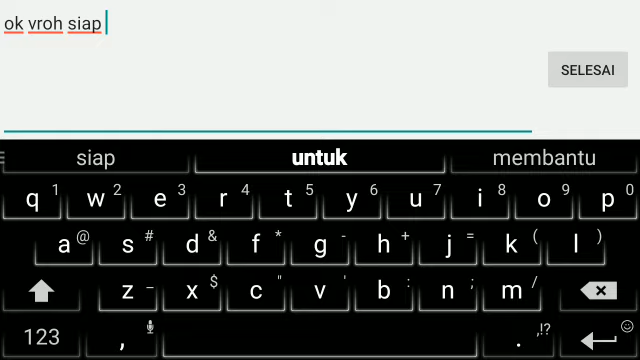 ok vroh siap
SELESAI
siap untuk membantu
q 1 w 2 e 3 r 4 t 5 y 6 u 7 i 8 o 9 p 0
a @ s # d & f * g - h + j = k ( l )
z _ x $ c " v ' b : n ; m /
123 , . ,!?